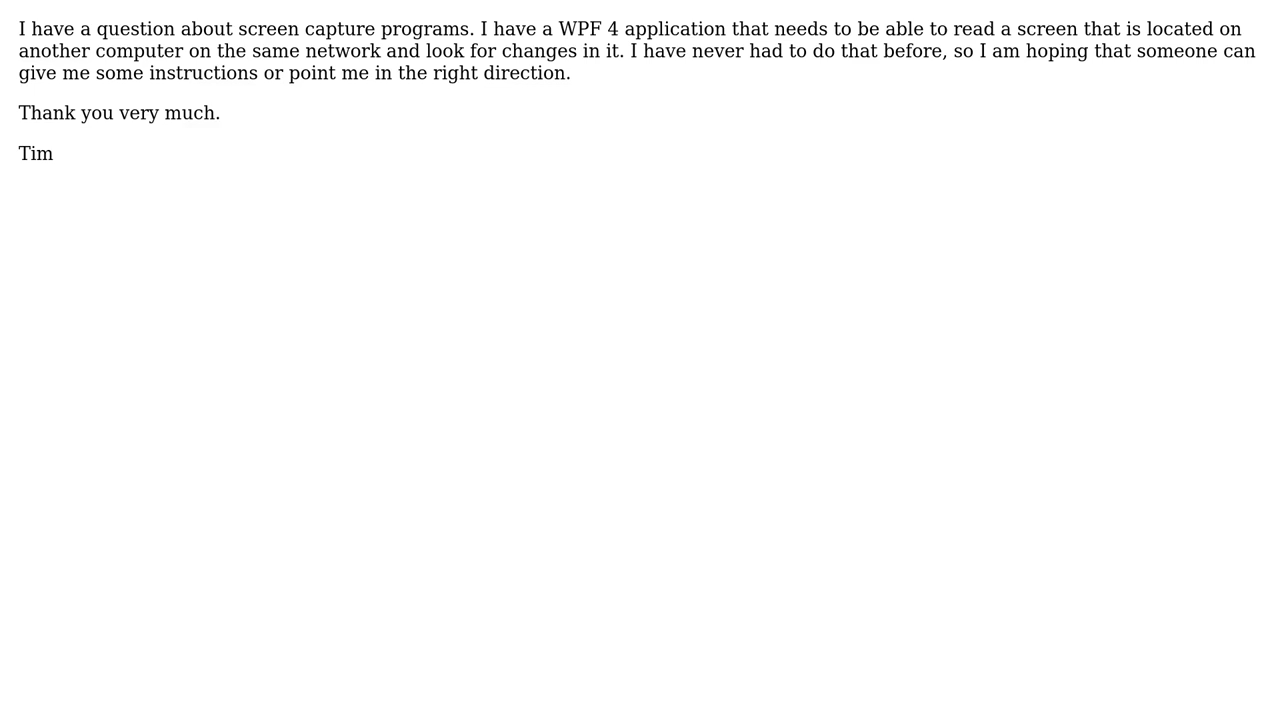 I have a question about screen capture programs. I have a WPF 4 application that needs to be able to read a screen that is located on
another computer on the same network and look for changes in it. I have never had to do that before, so I am hoping that someone can
give me some instructions or point me in the right direction.
Thank you very much.
Tim